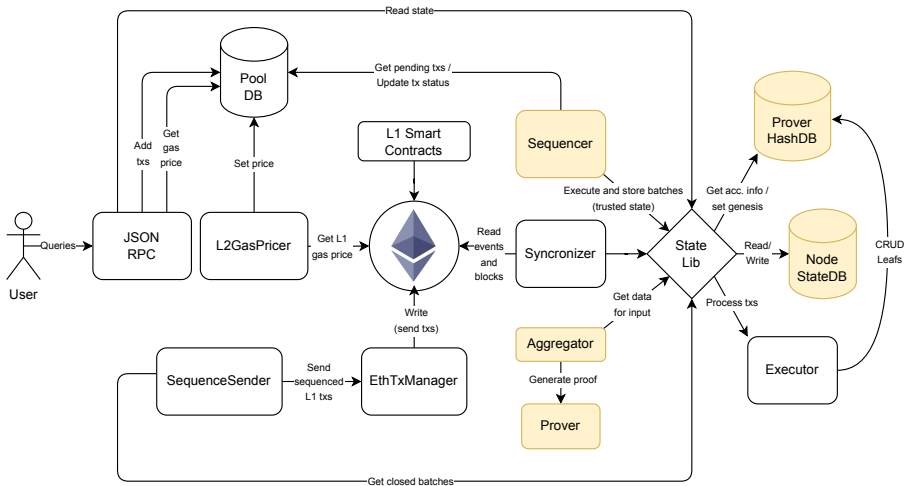 Read state
Pool
DB
Get pending txs /
Update tx status
Add
txs
Get
gas
price
Set price
L1 Smart
Contracts
Sequencer
Prover
HashDB
Execute and store batches
(trusted state)
Get acc. info /
set genesis
User
Queries
JSON
RPC
L2GasPricer
Get L1
gas price
Read
events
and
blocks
Syncronizer
State
Lib
Read/
Write
Node
StateDB
CRUD
Leafs
Write
(send txs)
Get data
for input
Process txs
Aggregator
Generate proof
Prover
Executor
SequenceSender
Send
sequenced
L1 txs
EthTxManager
Get closed batches